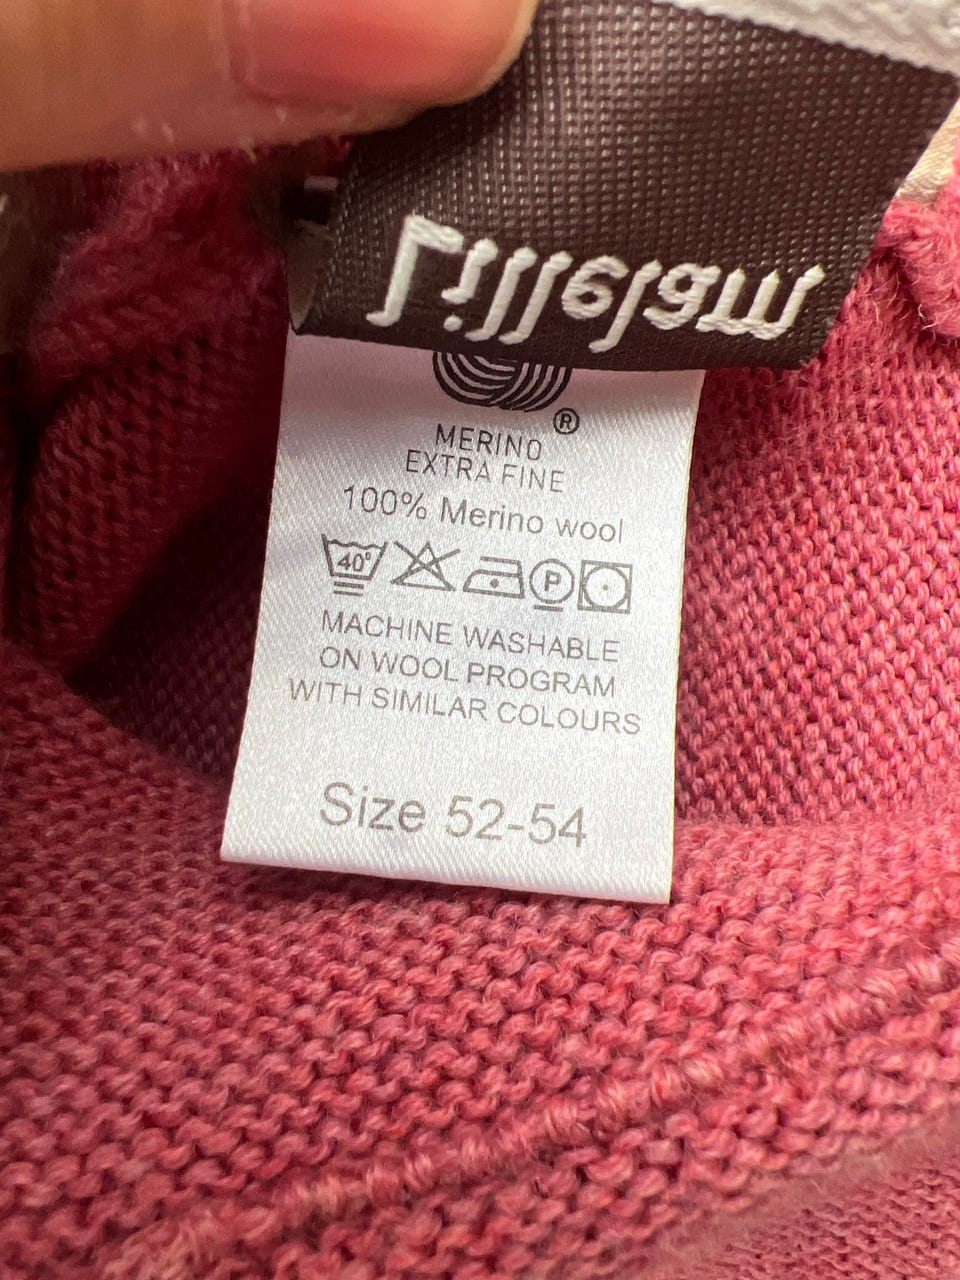 Lillelam
®
MERINO
EXTRA FINE
100% Merino wool
40° P
MACHINE WASHABLE
ON WOOL PROGRAM
WITH SIMILAR COLOURS
Size 52-54